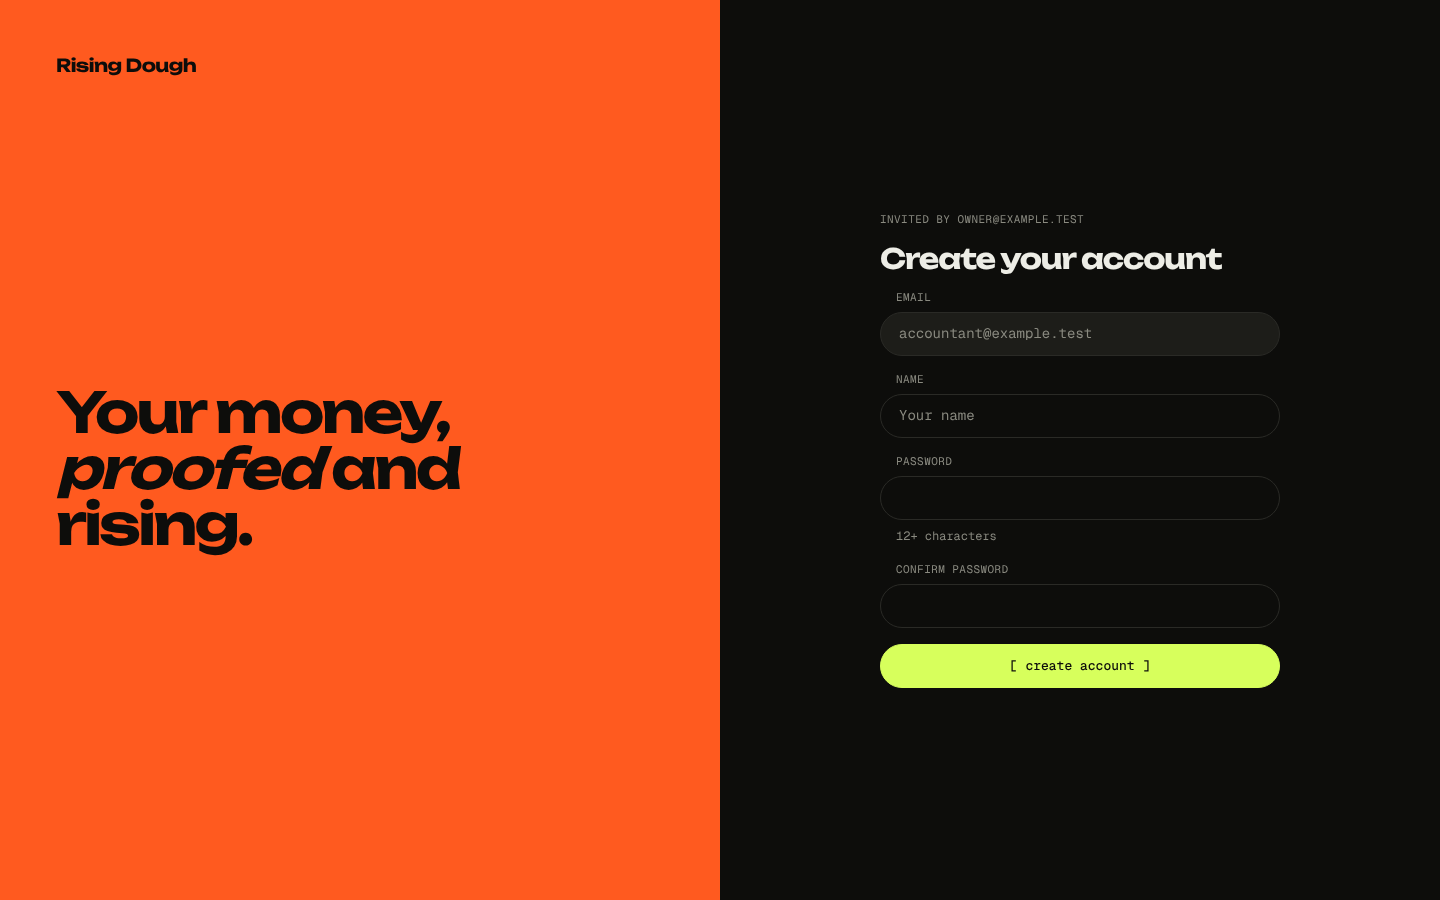 Rising Dough
Your money,
proofed and
rising.
INVITED BY OWNER@EXAMPLE.TEST
Create your account
EMAIL
accountant@example.test
NAME
Your name
PASSWORD
12+ characters
CONFIRM PASSWORD
[ create account ]